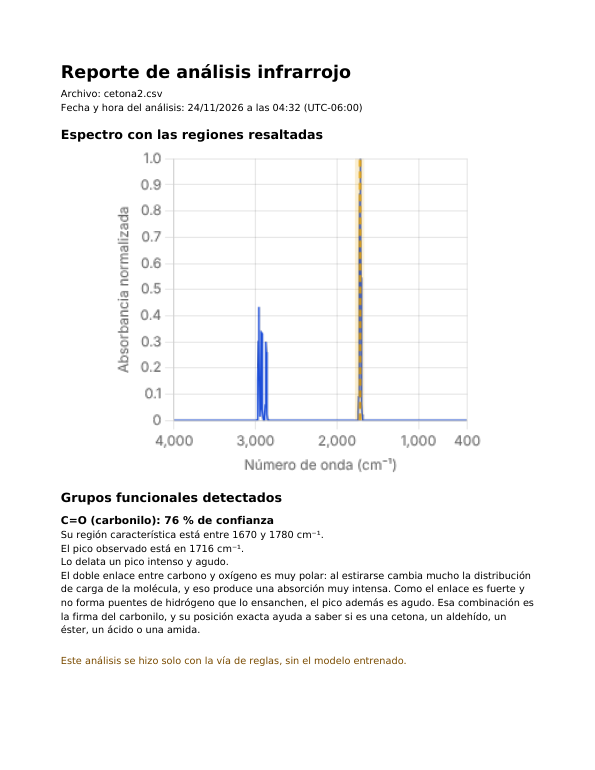 Reporte de análisis infrarrojo
Archivo: cetona2.csv
Fecha y hora del análisis: 24/11/2026 a las 04:32 (UTC-06:00)
Espectro con las regiones resaltadas
1.0
0.9
0.8
0.7
0.6
0.5
0.4
0.3
0.2
0.1
0
Absorbancia normalizada
4,000 3,000 2,000 1,000 400
Número de onda (cm⁻¹)
Grupos funcionales detectados
C=O (carbonilo): 76 % de confianza
Su región característica está entre 1670 y 1780 cm⁻¹.
El pico observado está en 1716 cm⁻¹.
Lo delata un pico intenso y agudo.
El doble enlace entre carbono y oxígeno es muy polar: al estirarse cambia mucho la distribución
de carga de la molécula, y eso produce una absorción muy intensa. Como el enlace es fuerte y
no forma puentes de hidrógeno que lo ensanchen, el pico además es agudo. Esa combinación es
la firma del carbonilo, y su posición exacta ayuda a saber si es una cetona, un aldehído, un
éster, un ácido o una amida.
Este análisis se hizo solo con la vía de reglas, sin el modelo entrenado.